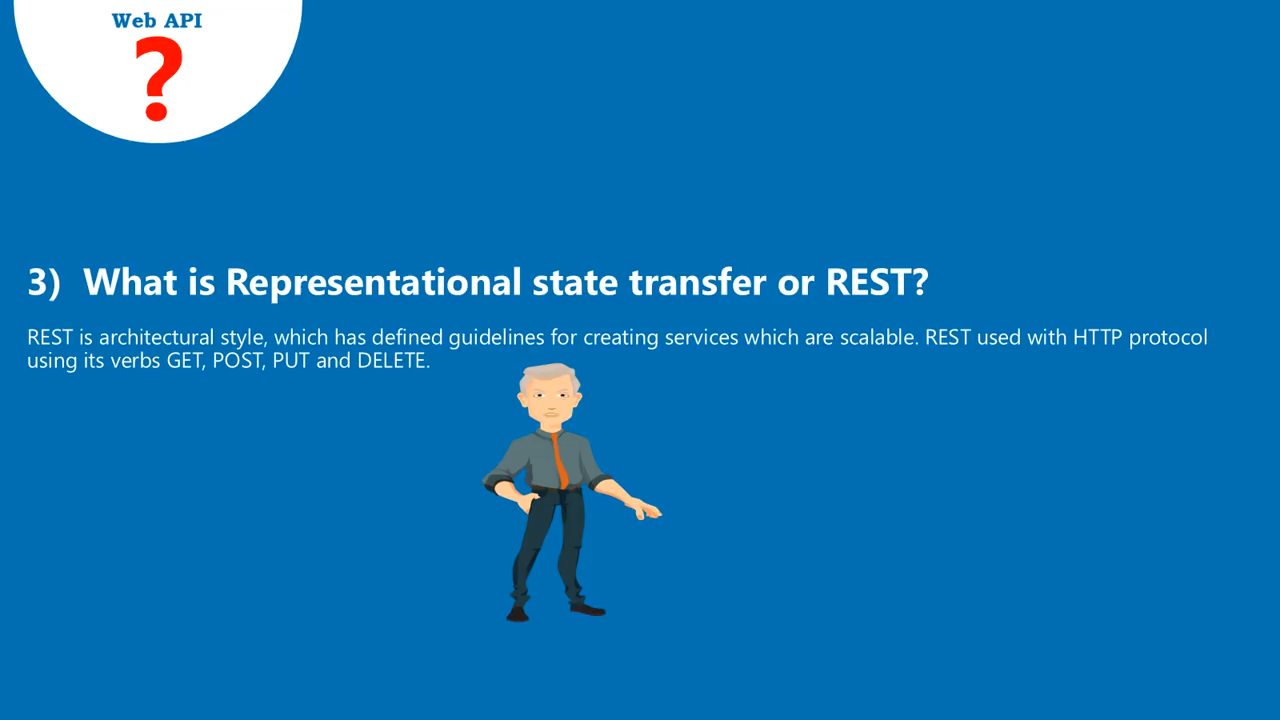 Web API
?
3) What is Representational state transfer or REST?
REST is architectural style, which has defined guidelines for creating services which are scalable. REST used with HTTP protocol
using its verbs GET, POST, PUT and DELETE.